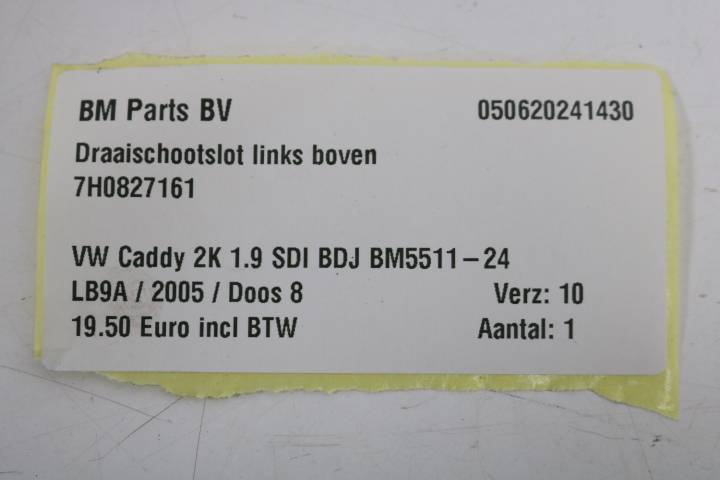 BM Parts BV 050620241430
Draaischootslot links boven
7H0827161
VW Caddy 2K 1.9 SDI BDJ BM5511-24
LB9A / 2005 / Doos 8 Verz: 10
19.50 Euro incl BTW Aantal: 1